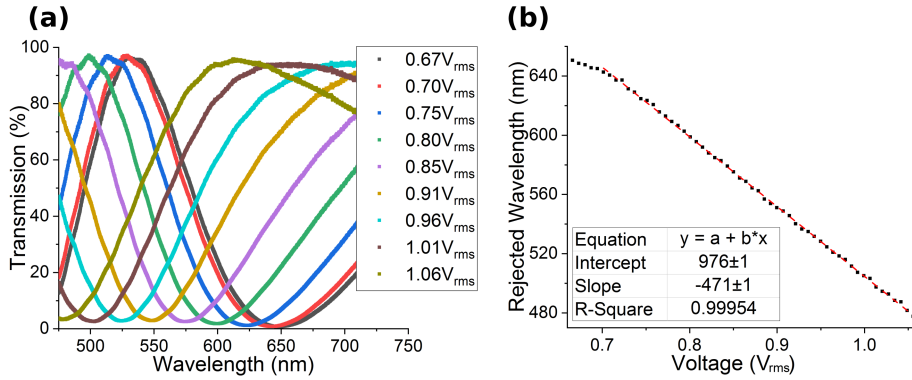 (a)
100
80
60
40
20
0
Transmission (%)
500 550 600 650 700 750
Wavelength (nm)
0.67Vrms
0.70Vrms
0.75Vrms
0.80Vrms
0.85Vrms
0.91Vrms
0.96Vrms
1.01Vrms
1.06Vrms
(b)
640
600
560
520
480
Rejected Wavelength (nm)
0.7 0.8 0.9 1.0
Voltage (Vrms)
Equation y = a + b*x
Intercept 976±1
Slope -471±1
R-Square 0.99954